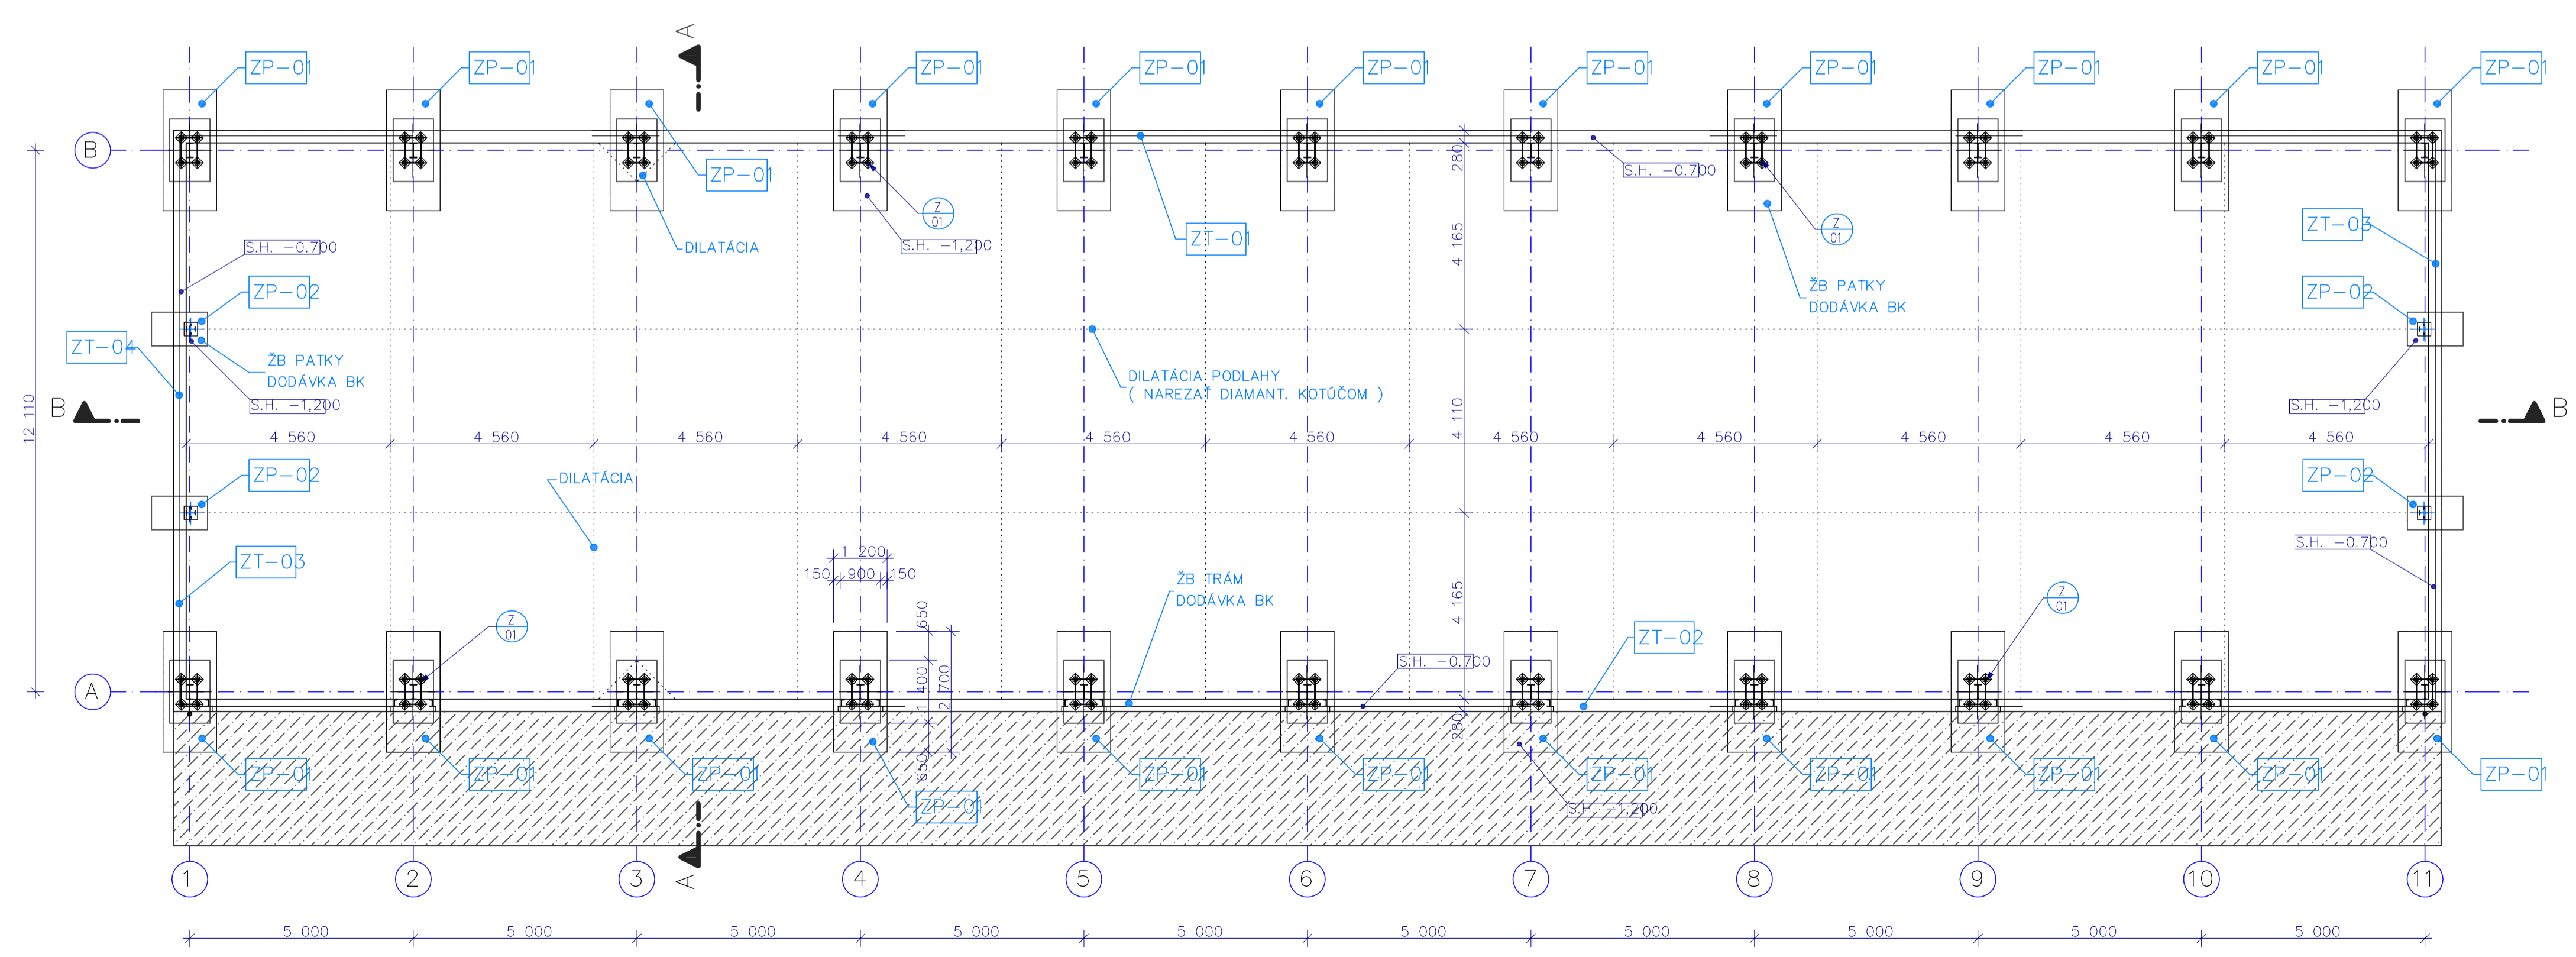 A
ZP-01
ZP-01
ZP-01
ZP-01
ZP-01
ZP-01
ZP-01
ZP-01
ZP-01
ZP-01
B
ZP-01
280
S.H. -0.700
Z
01
Z
01
S.H. -0.700
DILATÁCIA
S.H. -1,200
ZT-01
4 165
ZT-03
ZP-02
ŽB PATKY
DODÁVKA BK
ZP-02
ZT-04
ŽB PATKY
DODÁVKA BK
DILATÁCIA PODLAHY
( NAREZAŤ DIAMANT. KOTÚČOM )
S.H. -1,200
S.H. -1,200
12 110
B
4 110
B
4 560
4 560
4 560
4 560
4 560
4 560
4 560
4 560
4 560
4 560
4 560
ZP-02
DILATÁCIA
ZP-02
S.H. -0.700
ZT-03
1 200
150
900
150
ŽB TRÁM
DODÁVKA BK
4 165
Z
01
Z
01
650
ZT-02
S.H. -0.700
A
1 400
2 700
280
650
ZP-01
ZP-01
ZP-01
ZP-01
ZP-01
ZP-01
ZP-01
ZP-01
ZP-01
ZP-01
ZP-01
S.H. -1,200
A
1
2
3
4
5
6
7
8
9
10
11
5 000
5 000
5 000
5 000
5 000
5 000
5 000
5 000
5 000
5 000